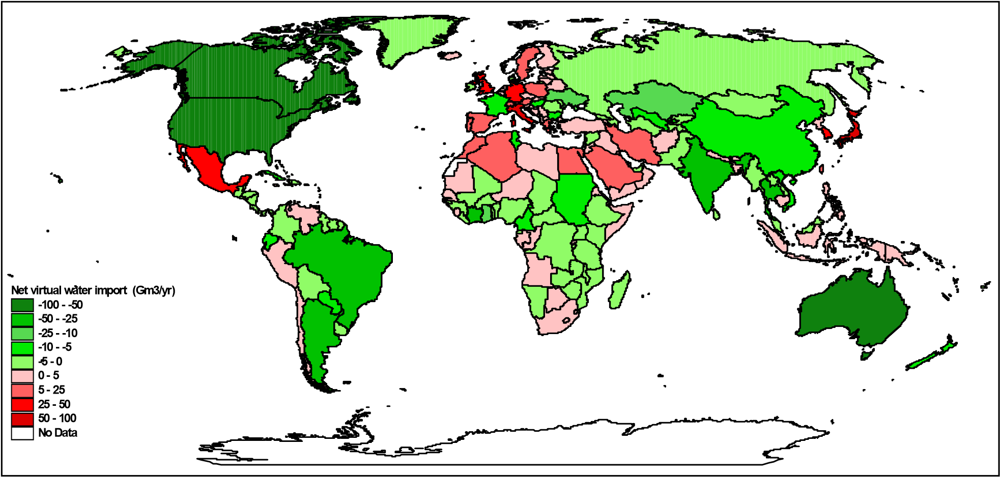 Net virtual water import (Gm3/yr)
-100 - -50
-50 - -25
-25 - -10
-10 - -5
-5 - 0
0 - 5
5 - 25
25 - 50
50 - 100
No Data